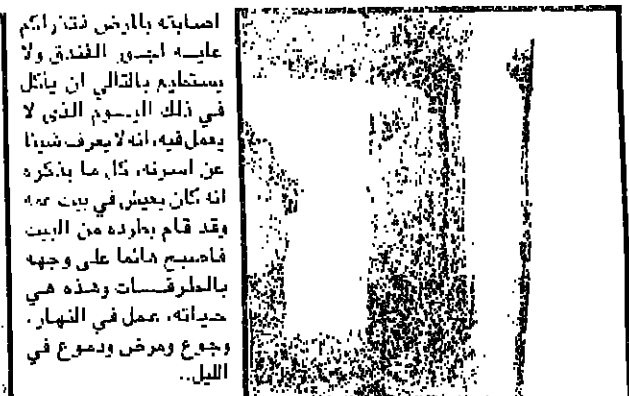 اصابته بالمرض فتتراكم
عليه اجور الفندق ولا
يستطيع بالتالي ان يأكل
في ذلك اليوم الذي لا
يعمل فيه، انه لا يعرف شيئا
عن اسرته، كل ما يذكره
انه كان يعيش في بيت عمه
وقد قام بطرده من البيت
فاصبح هائما على وجهه
بالطرقات وهذه هي
حياته، عمل في النهار،
وجوع ومرض ودموع في
الليل..